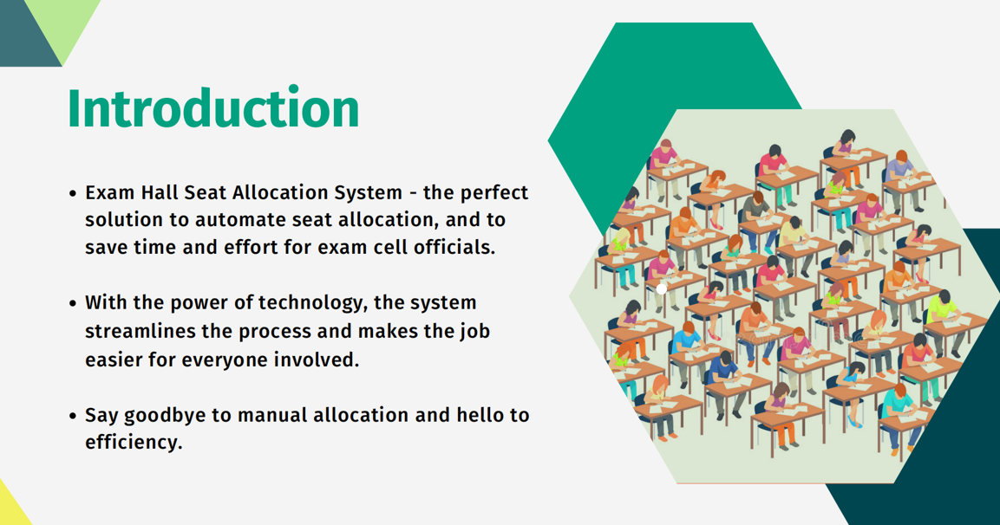 Introduction
• Exam Hall Seat Allocation System - the perfect
solution to automate seat allocation, and to
save time and effort for exam cell officials.
• With the power of technology, the system
streamlines the process and makes the job
easier for everyone involved.
• Say goodbye to manual allocation and hello to
efficiency.